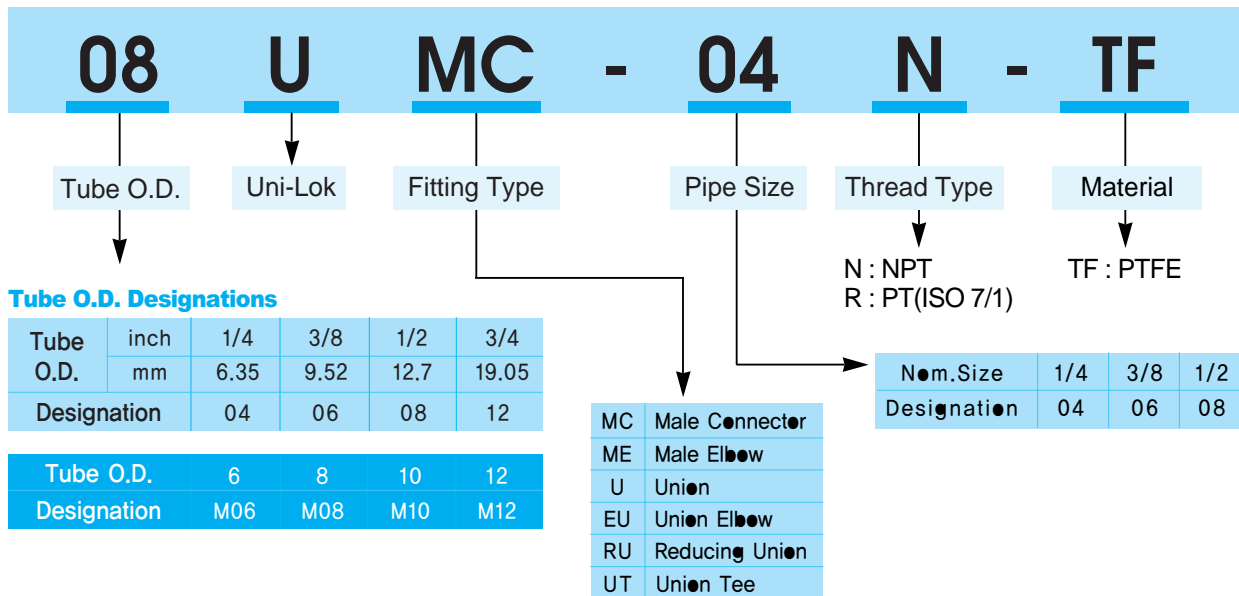 08 U MC - 04 N - TF
Tube O.D. Uni-Lok Fitting Type Pipe Size Thread Type Material
N : NPT
R : PT(ISO 7/1)
TF : PTFE
Tube O.D. Designations
Tube O.D. inch 1/4 3/8 1/2 3/4
mm 6.35 9.52 12.7 19.05
Designation 04 06 08 12
Tube O.D. 6 8 10 12
Designation M06 M08 M10 M12
MC Male Connector
ME Male Elbow
U Union
EU Union Elbow
RU Reducing Union
UT Union Tee
Nom.Size 1/4 3/8 1/2
Designation 04 06 08